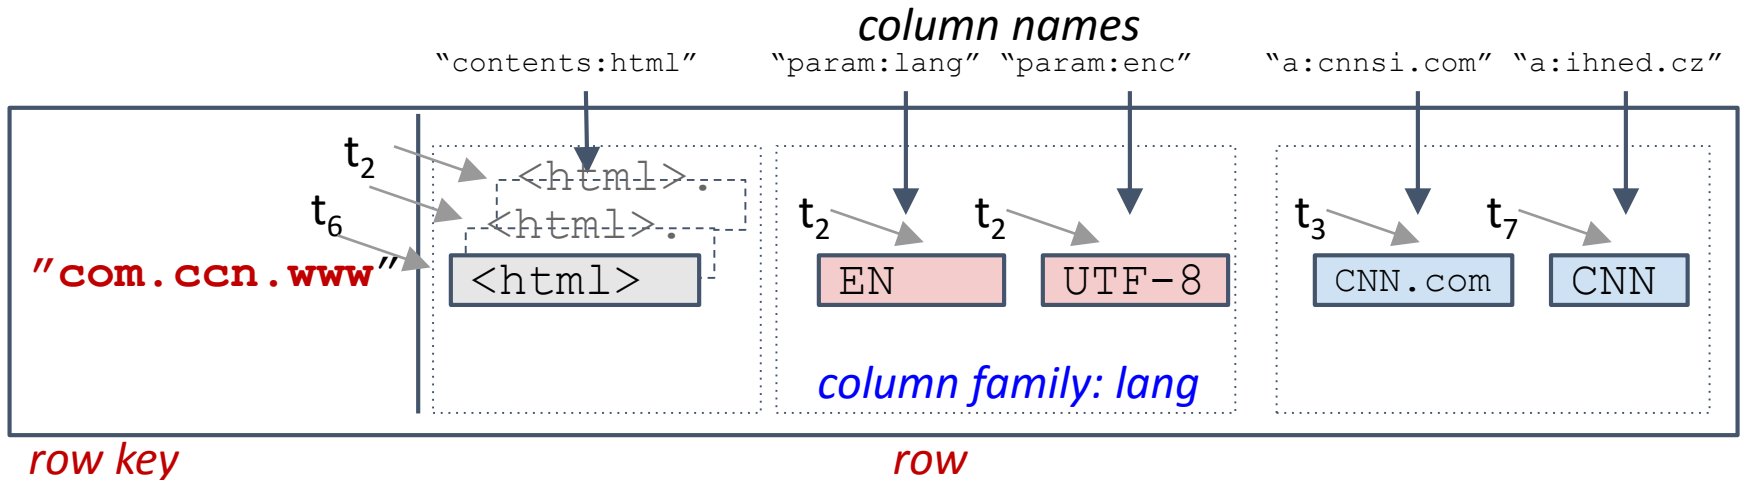 column names
“contents:html” “param:lang” “param:enc” “a:cnnsi.com” “a:ihned.cz”
t2 <html>.
t6 <html>. t2 t2 t3 t7
"com.ccn.www" <html> EN UTF-8 CNN.com CNN
column family: lang
row key row